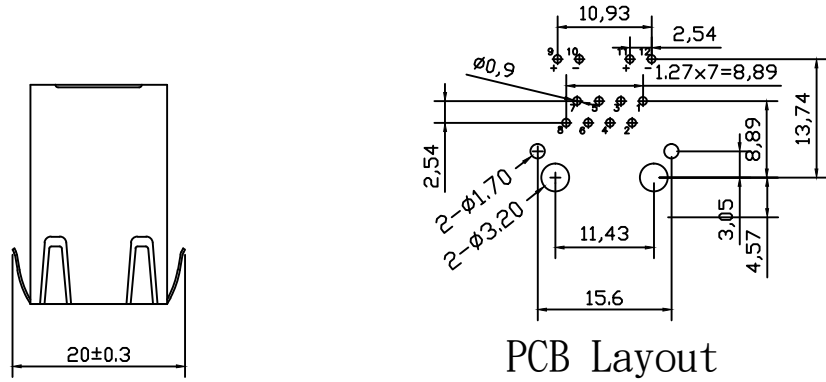 10,93
9 10 11 12
2,54
+ - + -
Ø0,9
1.27x7=8,89
7 5 3 1
8 6 4 2
2,54
13,74
8,89
2-Ø1.70
2-Ø3.20
3,05
4,57
11,43
15.6
20±0.3
PCB Layout